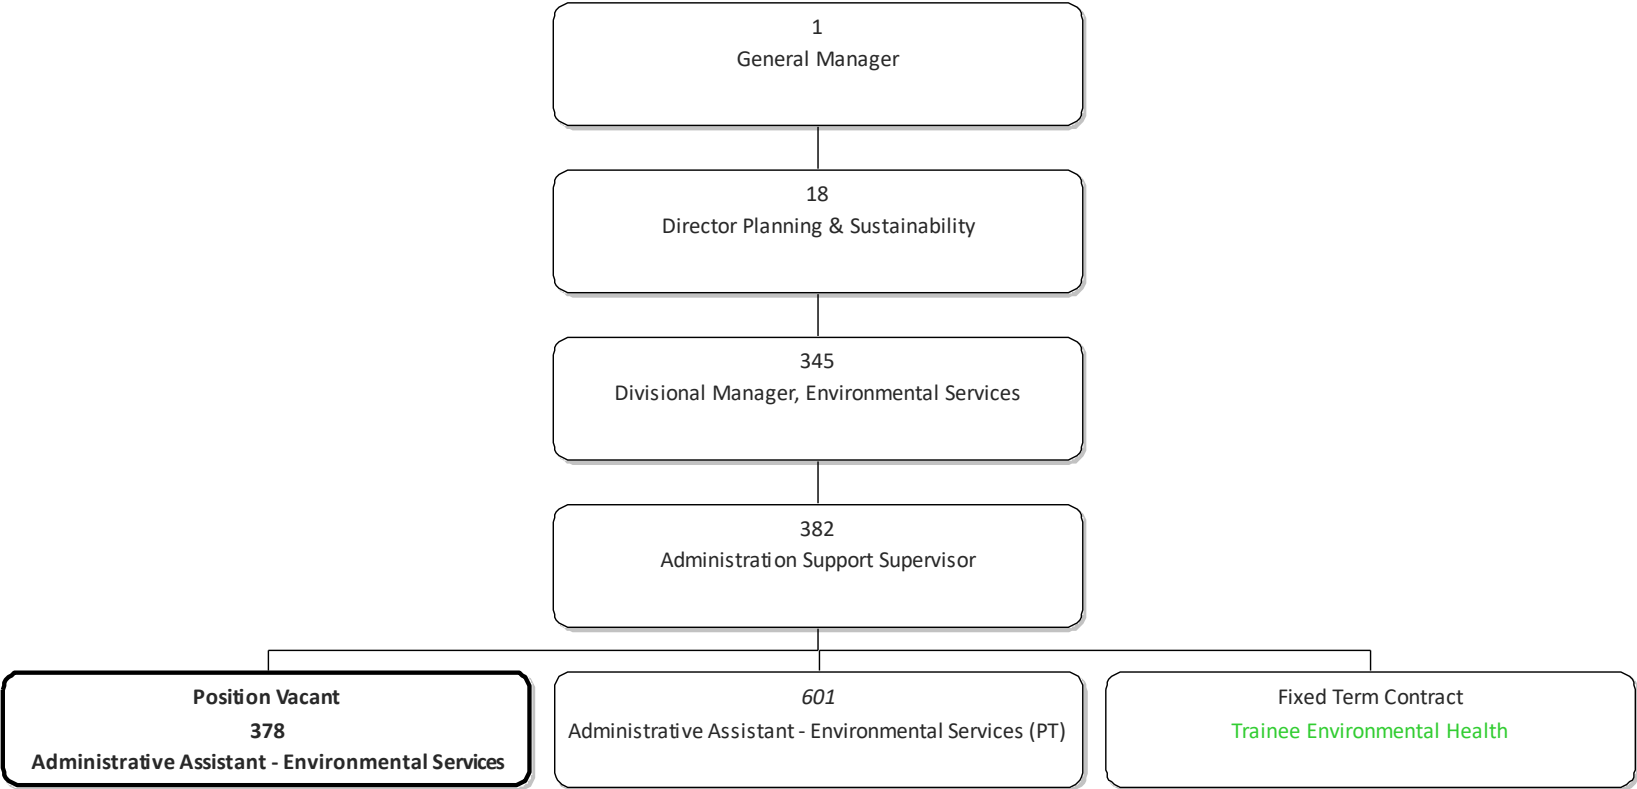 1
General Manager
18
Director Planning & Sustainability
345
Divisional Manager, Environmental Services
382
Administration Support Supervisor
Position Vacant
378
Administrative Assistant - Environmental Services
601
Administrative Assistant - Environmental Services (PT)
Fixed Term Contract
Trainee Environmental Health